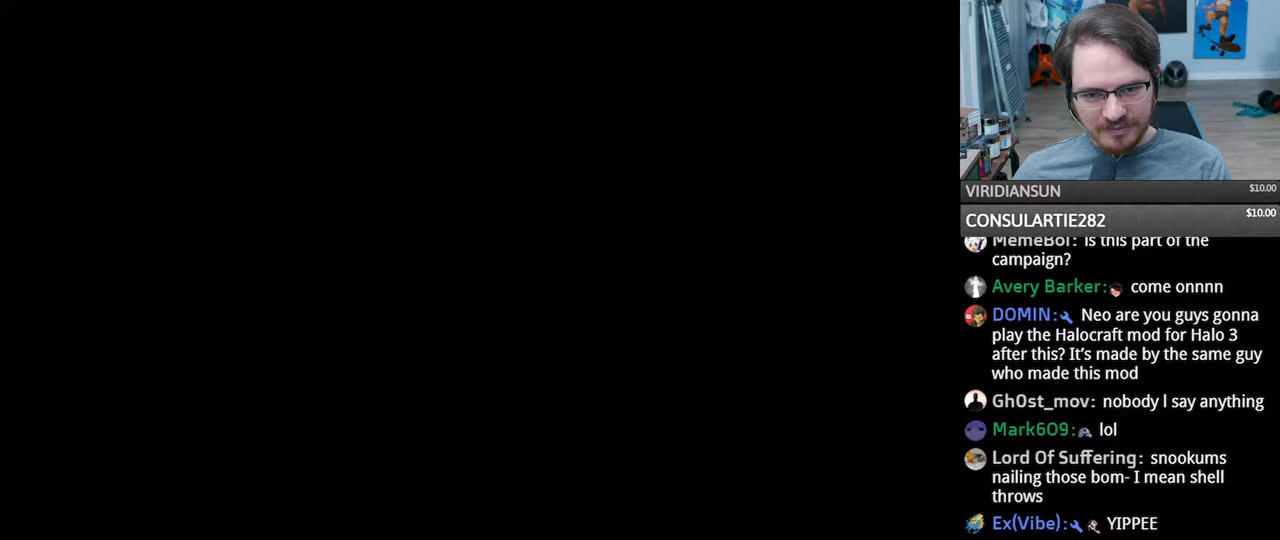 VIRIDIANSUN $10.00
CONSULARTIE282 $10.00
MemeBoi: Is this part of the
campaign?
Avery Barker: come onnnn
DOMIN: Neo are you guys gonna
play the Halocraft mod for Halo 3
after this? It's made by the same guy
who made this mod
Gh0st_mov: nobody I say anything
Mark609: lol
Lord Of Suffering: snookums
nailing those bom- I mean shell
throws
Ex(Vibe): YIPPEE